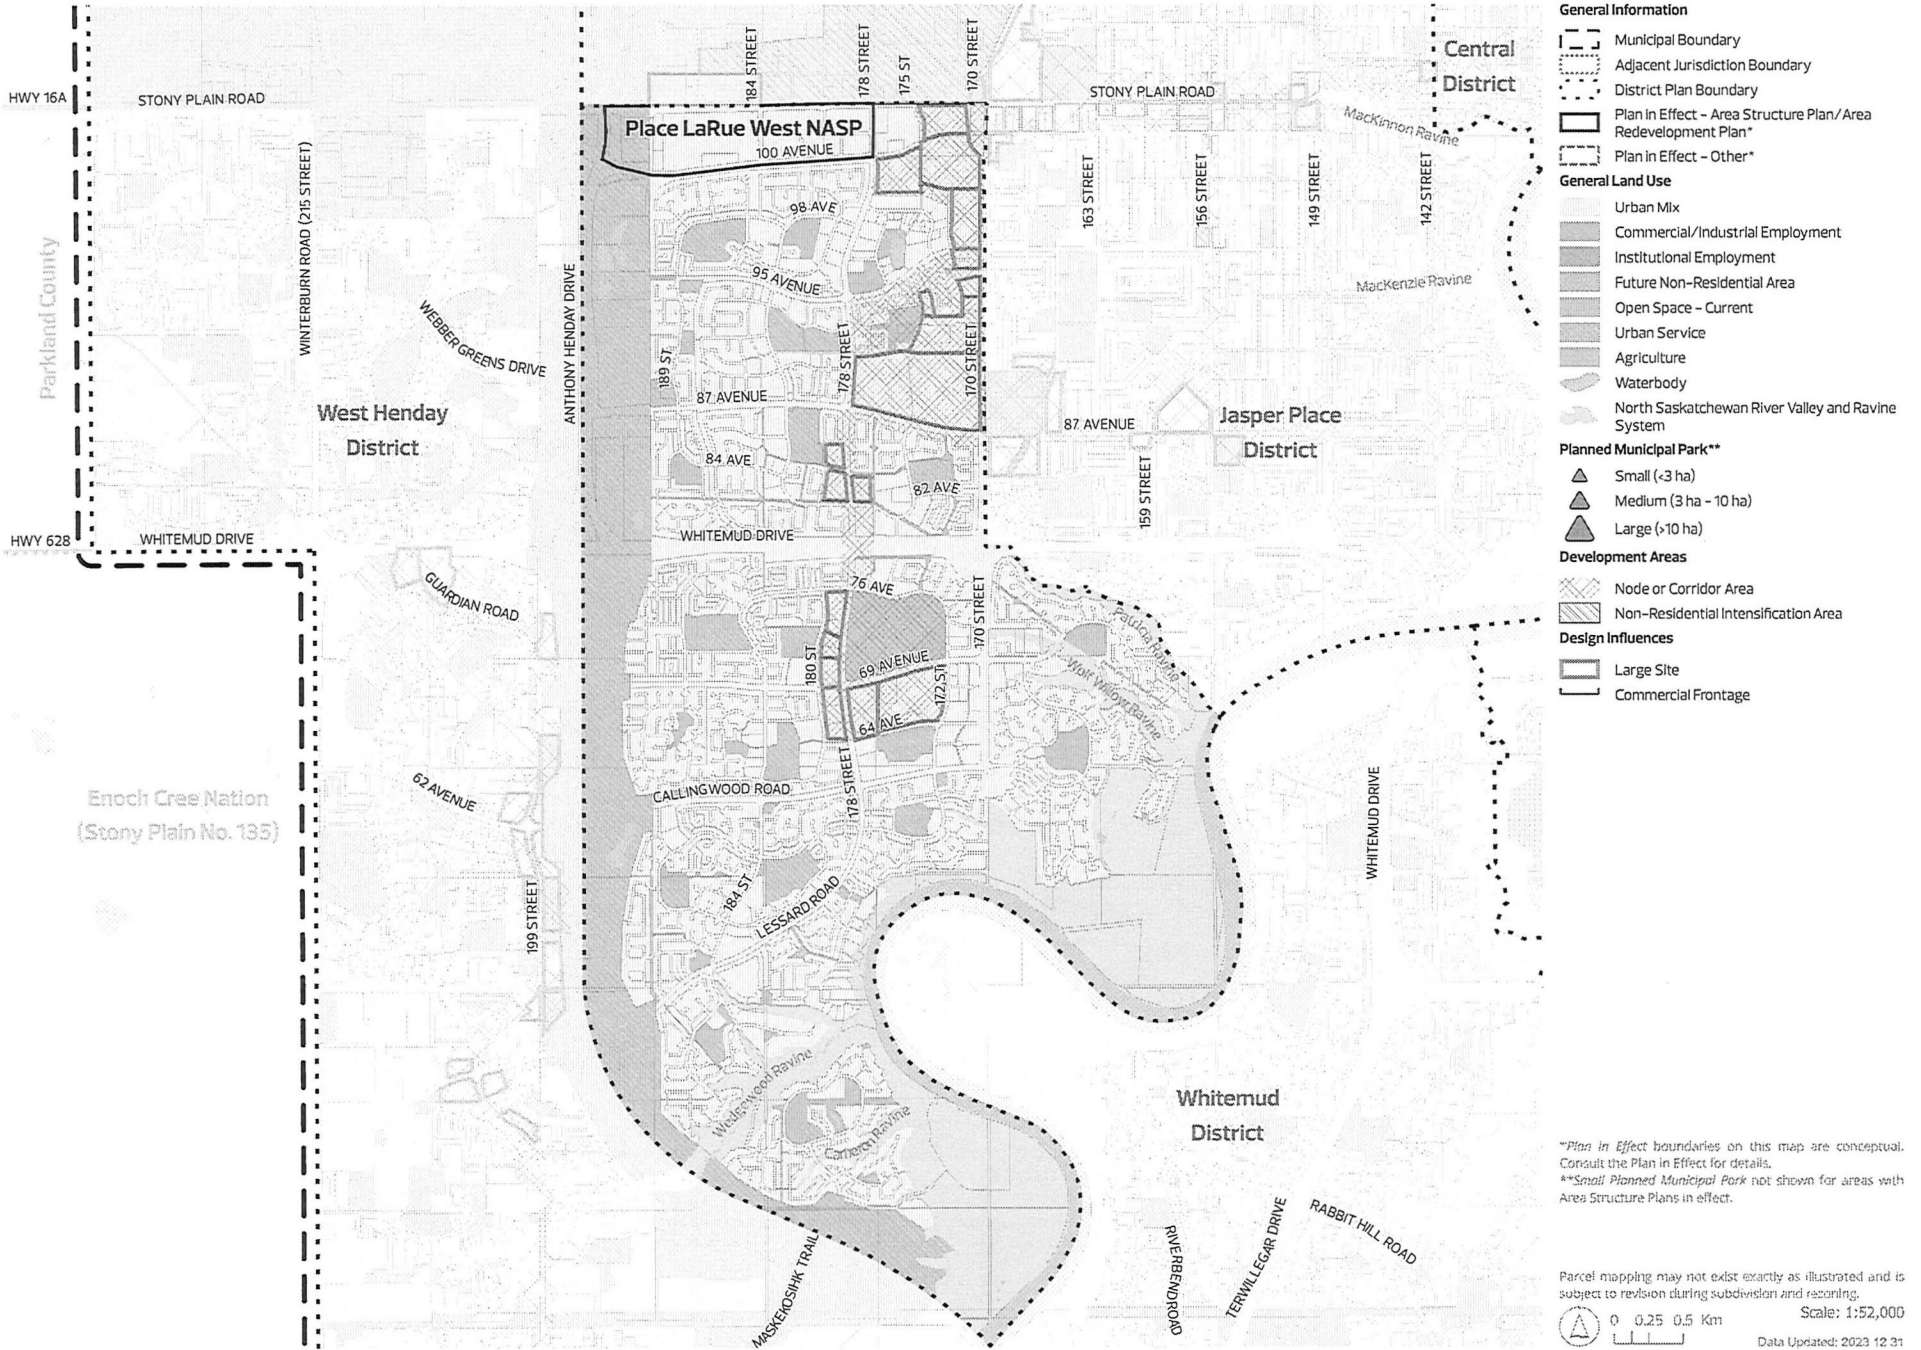 General Information
Municipal Boundary
Adjacent Jurisdiction Boundary
District Plan Boundary
Plan in Effect – Area Structure Plan/Area
Redevelopment Plan*
Plan in Effect – Other*
General Land Use
Urban Mix
Commercial/Industrial Employment
Institutional Employment
Future Non-Residential Area
Open Space – Current
Urban Service
Agriculture
Waterbody
North Saskatchewan River Valley and Ravine
System
Planned Municipal Park**
Small (<3 ha)
Medium (3 ha – 10 ha)
Large (>10 ha)
Development Areas
Node or Corridor Area
Non-Residential Intensification Area
Design Influences
Large Site
Commercial Frontage
Central
District
184 STREET
178 STREET
175 ST
170 STREET
HWY 16A
STONY PLAIN ROAD
STONY PLAIN ROAD
MacKinnon Ravine
Place LaRue West NASP
100 AVENUE
WINTERBURN ROAD (215 STREET)
163 STREET
156 STREET
149 STREET
142 STREET
98 AVE
Parkland County
95 AVENUE
MacKenzie Ravine
WEBBER GREENS DRIVE
ANTHONY HENDAY DRIVE
189 ST
178 STREET
170 STREET
87 AVENUE
West Henday
District
Jasper Place
District
87 AVENUE
84 AVE
82 AVE
159 STREET
HWY 628
WHITEMUD DRIVE
WHITEMUD DRIVE
GUARDIAN ROAD
76 AVE
170 STREET
Patricia Ravine
180 ST
69 AVENUE
172 ST
Wolf Willow Ravine
64 AVE
62 AVENUE
CALLINGWOOD ROAD
178 STREET
Enoch Cree Nation
(Stony Plain No. 135)
WHITEMUD DRIVE
184 ST
LESSARD ROAD
199 STREET
Wedgewood Ravine
Cameron Ravine
Whitemud
District
MASKEKOSIHK TRAIL
RIVERBEND ROAD
TERWILLEGAR DRIVE
RABBIT HILL ROAD
*Plan in Effect boundaries on this map are conceptual.
Consult the Plan in Effect for details.
**Small Planned Municipal Park not shown for areas with
Area Structure Plans in effect.
Parcel mapping may not exist exactly as illustrated and is
subject to revision during subdivision and rezoning.
0 0.25 0.5 Km
Scale: 1:52,000
Data Updated: 2023 12 31